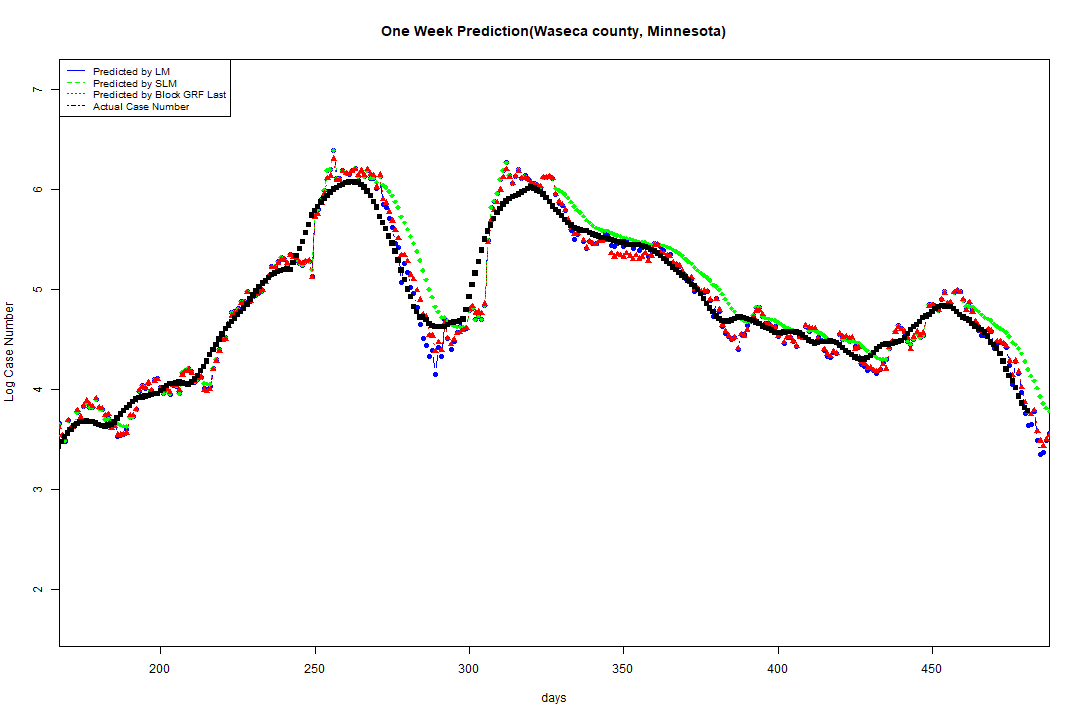 One Week Prediction(Waseca county, Minnesota)
Predicted by LM
Predicted by SLM
Predicted by Block GRF Last
Actual Case Number
Log Case Number
7
6
5
4
3
2
200 250 300 350 400 450
days